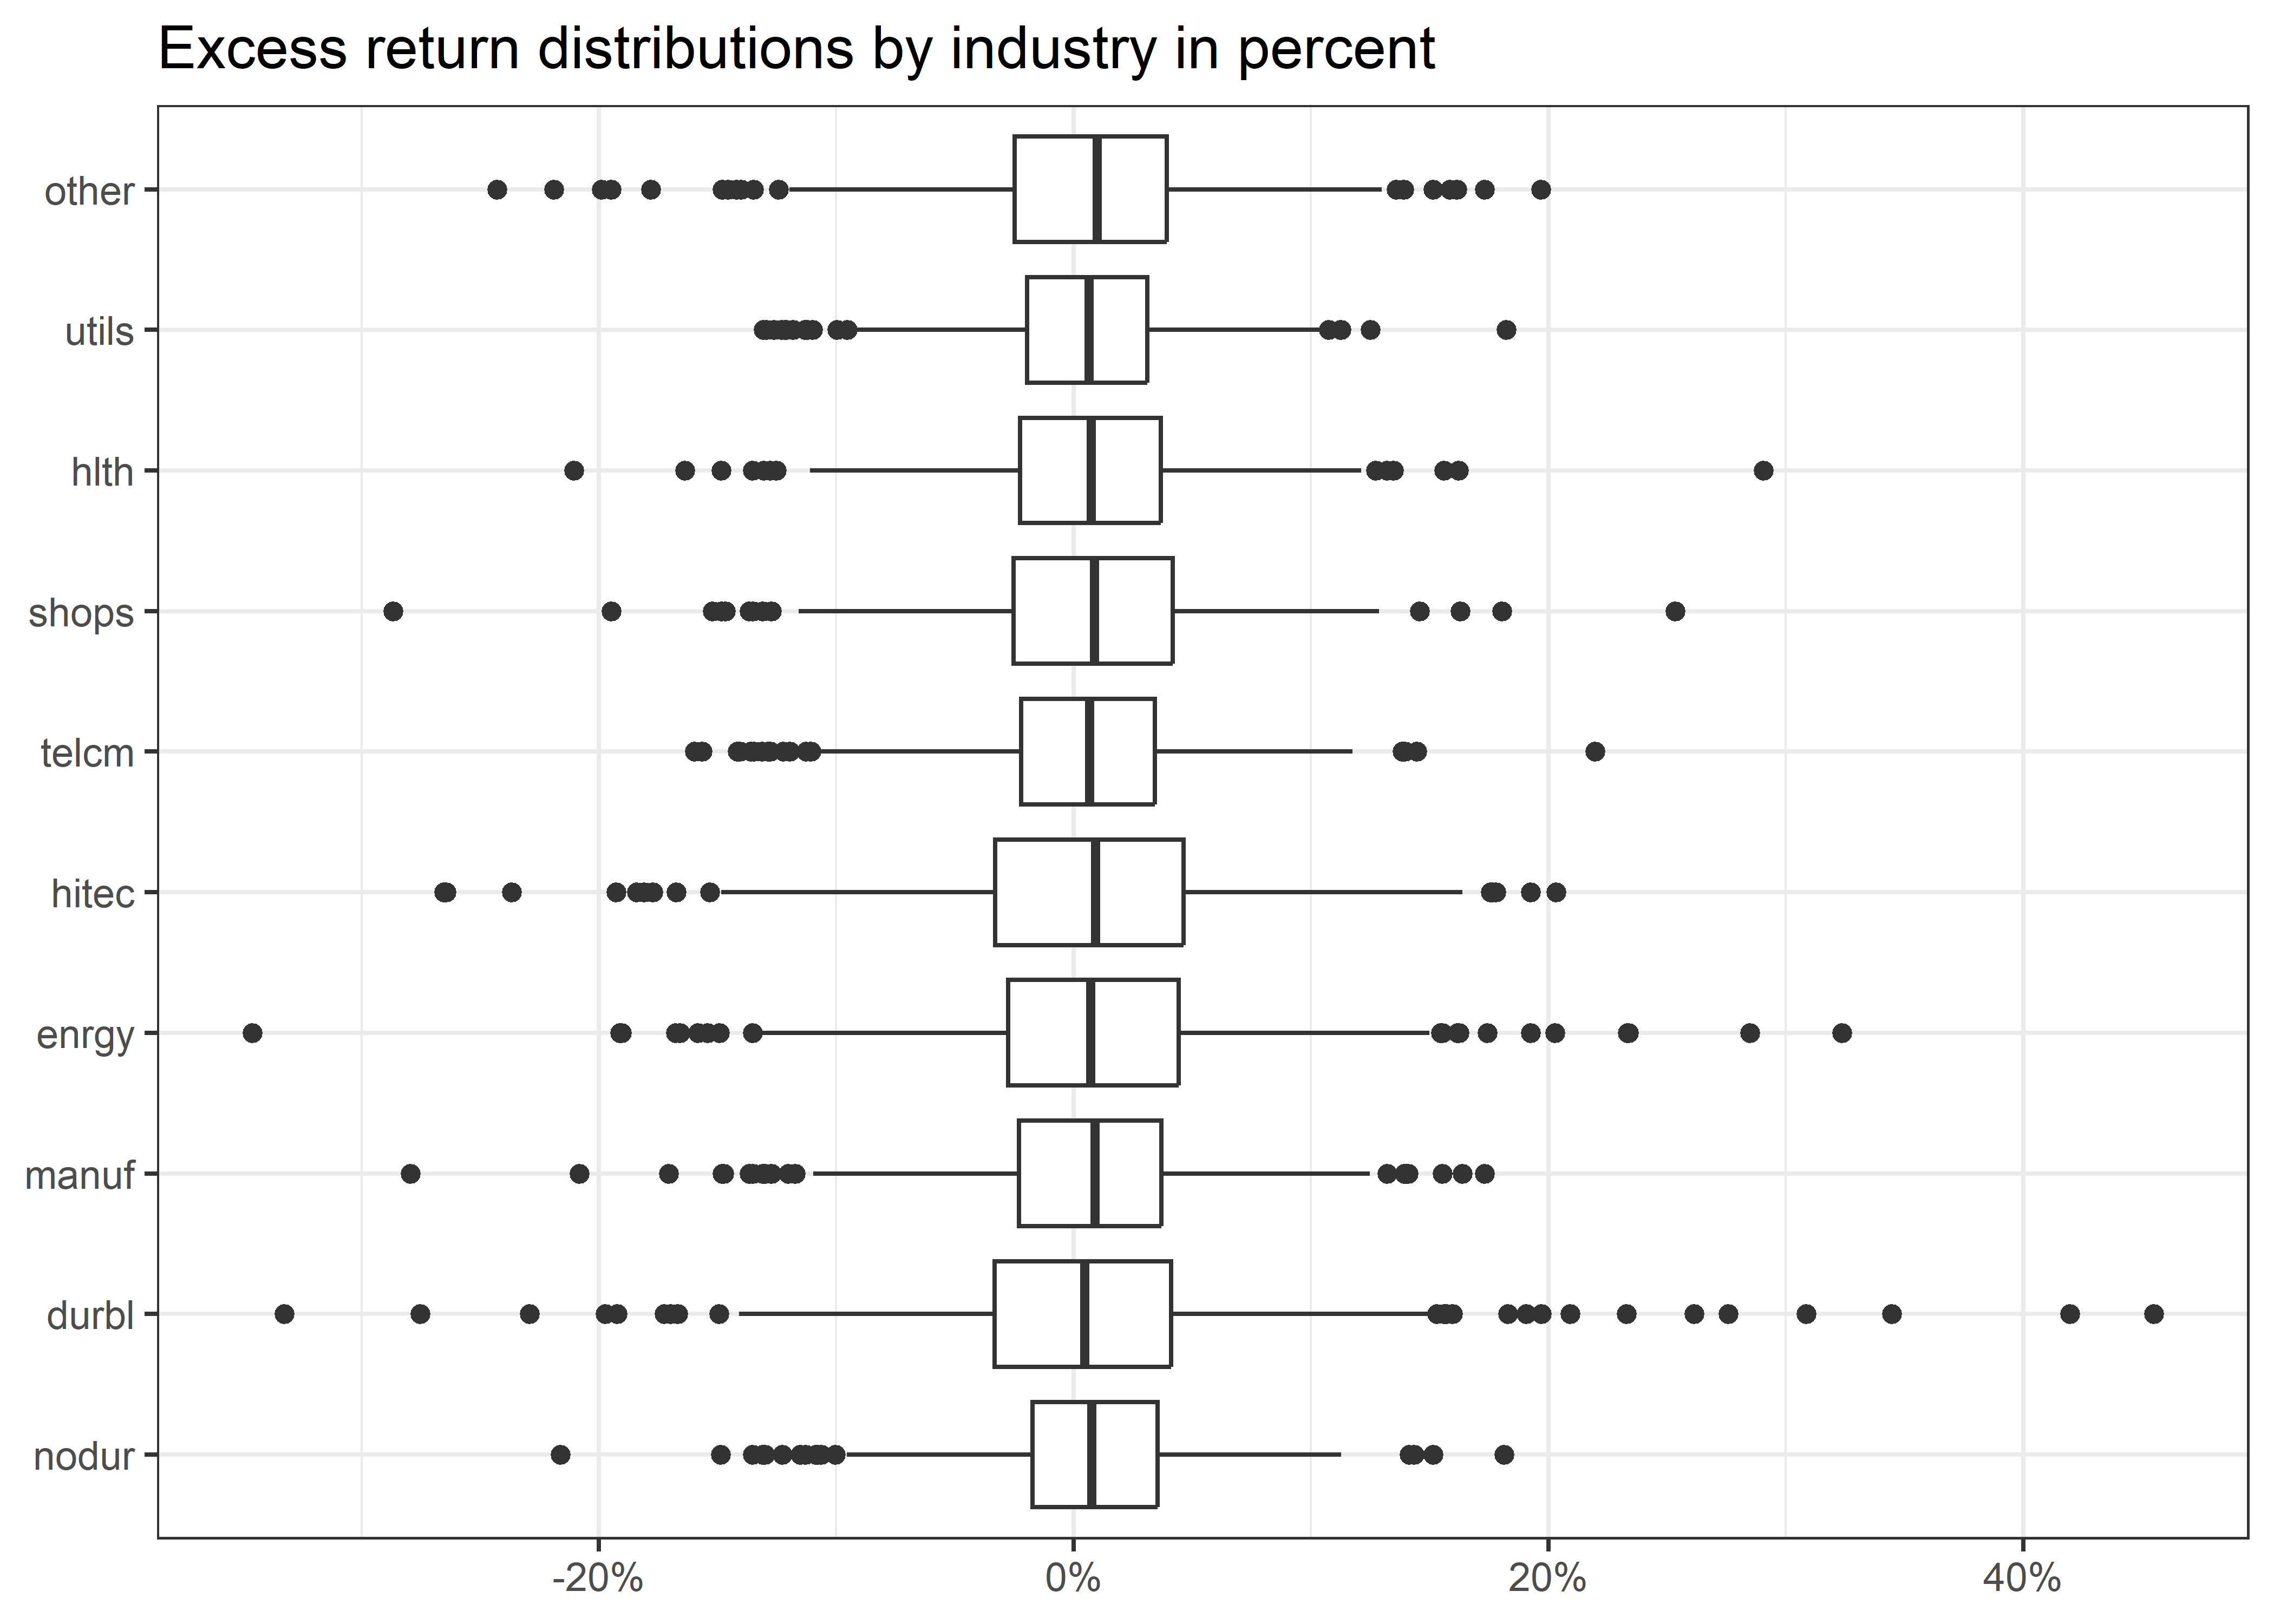 Excess return distributions by industry in percent
other
utils
hlth
shops
telcm
hitec
enrgy
manuf
durbl
nodur
-20% 0% 20% 40%